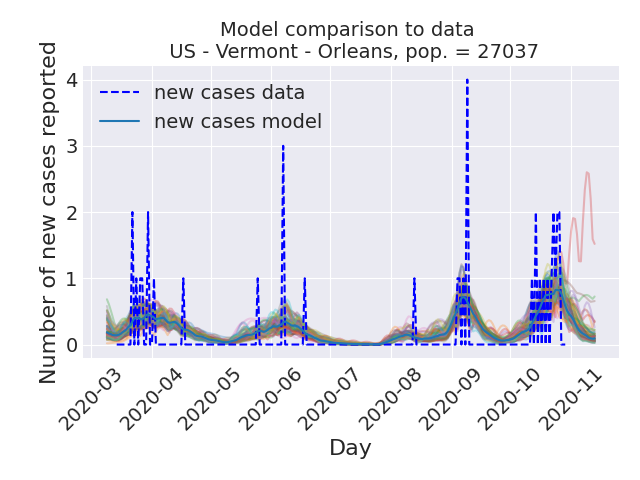 Model comparison to data
US - Vermont - Orleans, pop. = 27037
Number of new cases reported
4
3
2
1
0
new cases data
new cases model
2020-03
2020-04
2020-05
2020-06
2020-07
2020-08
2020-09
2020-10
2020-11
Day